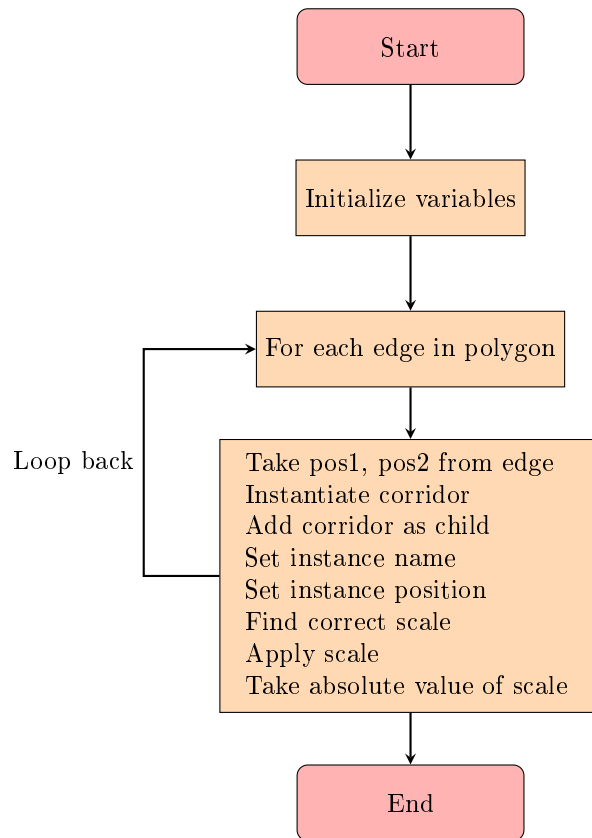 Start
Initialize variables
For each edge in polygon
Loop back
Take pos1, pos2 from edge
Instantiate corridor
Add corridor as child
Set instance name
Set instance position
Find correct scale
Apply scale
Take absolute value of scale
End